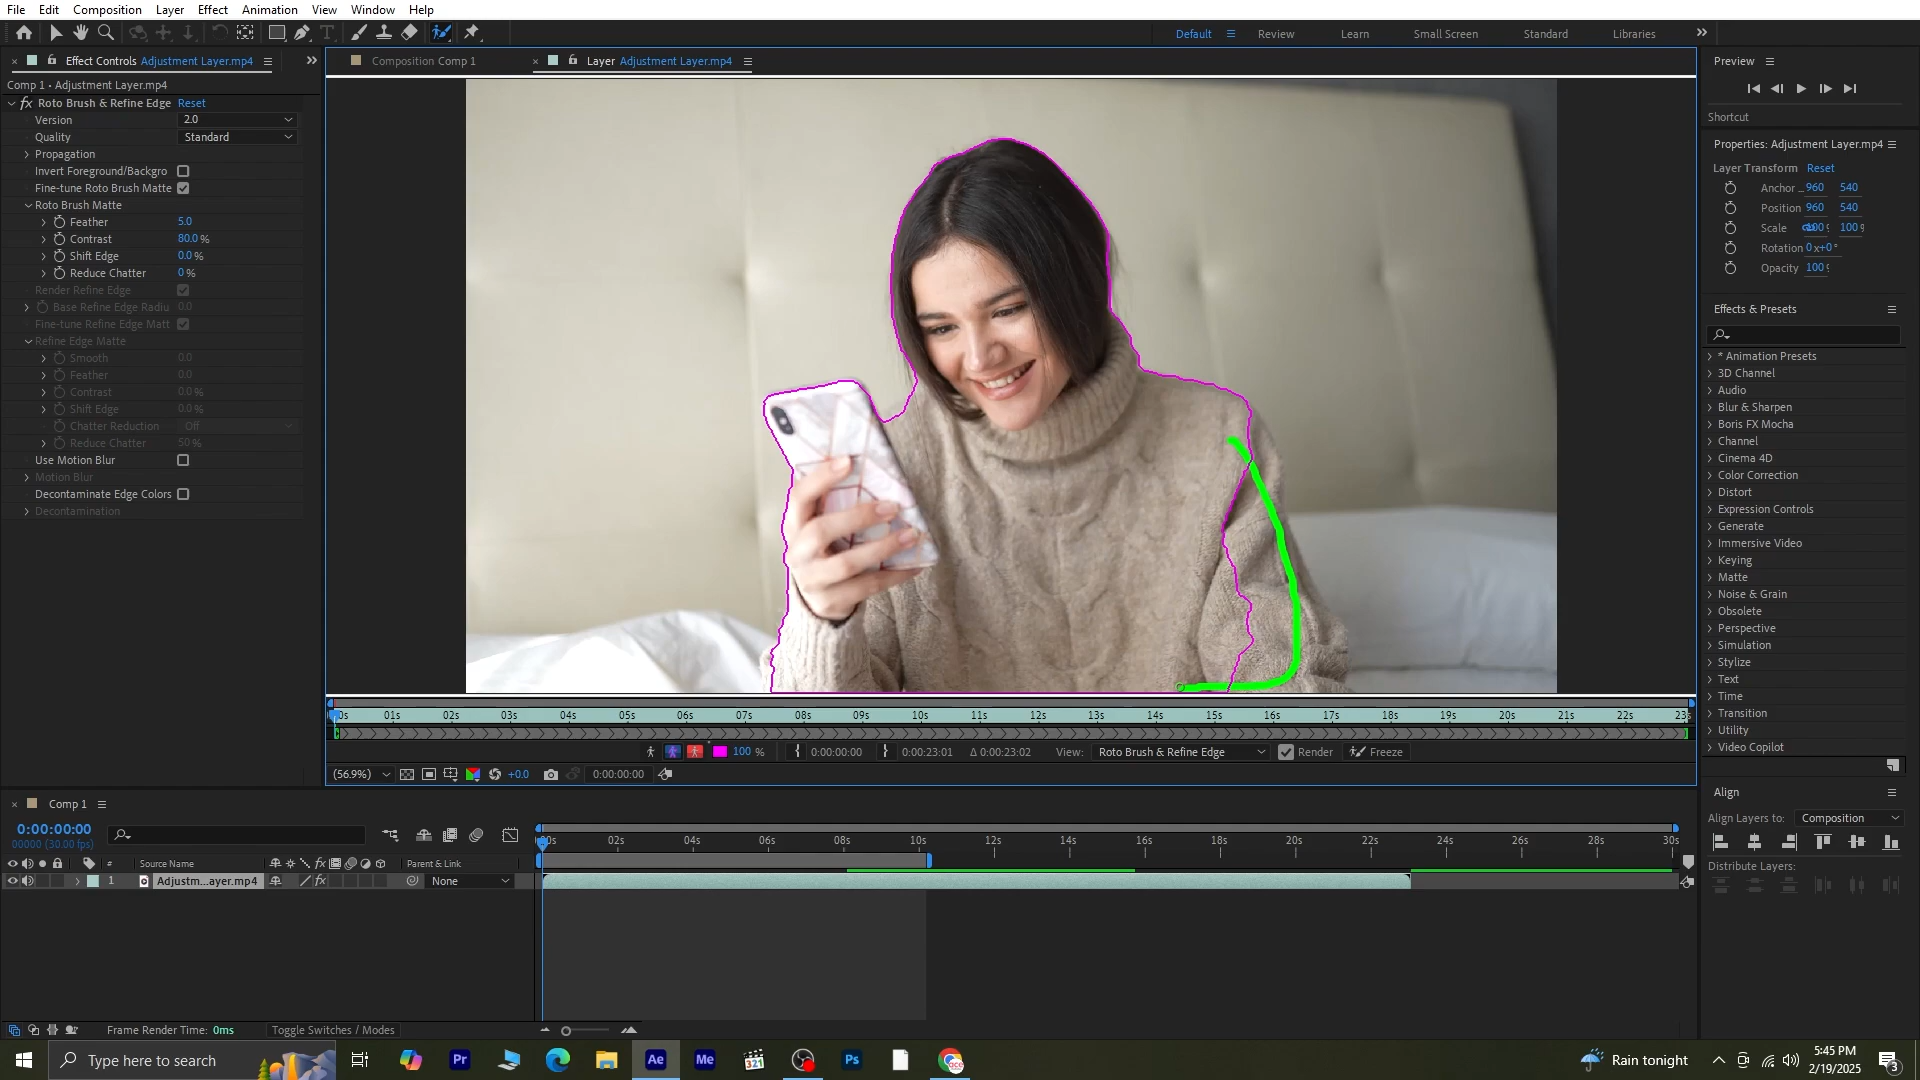 File Edit Composition Layer Effect Animation View Window Help
Default Review Learn Small Screen Standard Libraries
Effect Controls Adjustment Layer.mp4
Comp 1 • Adjustment Layer.mp4
Roto Brush & Refine Edge Reset
Version 2.0
Quality Standard
Propagation
Invert Foreground/Backgro
Fine-tune Roto Brush Matte
Roto Brush Matte
Feather 5.0
Contrast 80.0 %
Shift Edge 0.0 %
Reduce Chatter 0 %
Render Refine Edge
Base Refine Edge Radiu 0.0
Fine-tune Refine Edge Matt
Refine Edge Matte
Smooth 0.0
Feather 0.0
Contrast 0.0 %
Shift Edge 0.0 %
Chatter Reduction Off
Reduce Chatter 50 %
Use Motion Blur
Motion Blur
Decontaminate Edge Colors
Decontamination
Composition Comp 1
Layer Adjustment Layer.mp4
01s 02s 03s 04s 05s 06s 07s 08s 09s 10s 11s 12s 13s 14s 15s 16s 17s 18s 19s 20s 21s 22s 23s
100 % 0:00:00:00 0:00:23:01 Δ 0:00:23:02 View: Roto Brush & Refine Edge Render Freeze
(56.9%) +0.0 0:00:00:00
Preview
Shortcut
Properties: Adjustment Layer.mp4
Layer Transform Reset
Anchor ... 960 540
Position 960 540
Scale 100 100
Rotation 0x+0°
Opacity 100
Effects & Presets
* Animation Presets
3D Channel
Audio
Blur & Sharpen
Boris FX Mocha
Channel
Cinema 4D
Color Correction
Distort
Expression Controls
Generate
Immersive Video
Keying
Matte
Noise & Grain
Obsolete
Perspective
Simulation
Stylize
Text
Time
Transition
Utility
Video Copilot
Align
Align Layers to: Composition
Distribute Layers:
Comp 1
0:00:00:00
00000 (30.00 fps)
02s 04s 06s 08s 10s 12s 14s 16s 18s 20s 22s 24s 26s 28s 30s
# Source Name Parent & Link
1 Adjustm...ayer.mp4 None
Frame Render Time: 0ms Toggle Switches / Modes
Type here to search
Pr
Ae
Me
321
Ps
Rain tonight
5:45 PM
2/19/2025
3